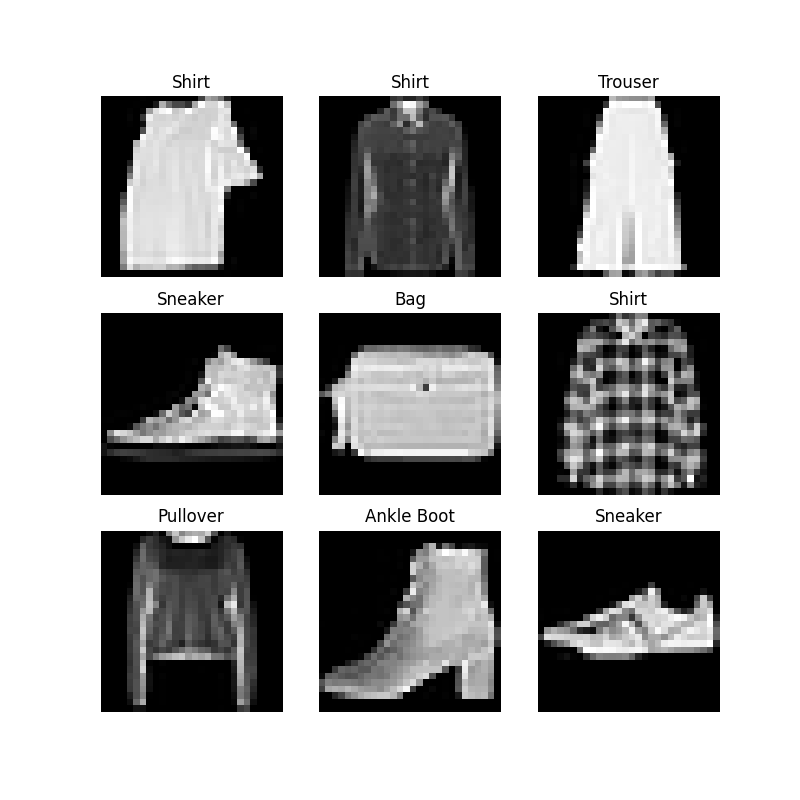 Shirt
Shirt
Trouser
Sneaker
Bag
Shirt
Pullover
Ankle Boot
Sneaker